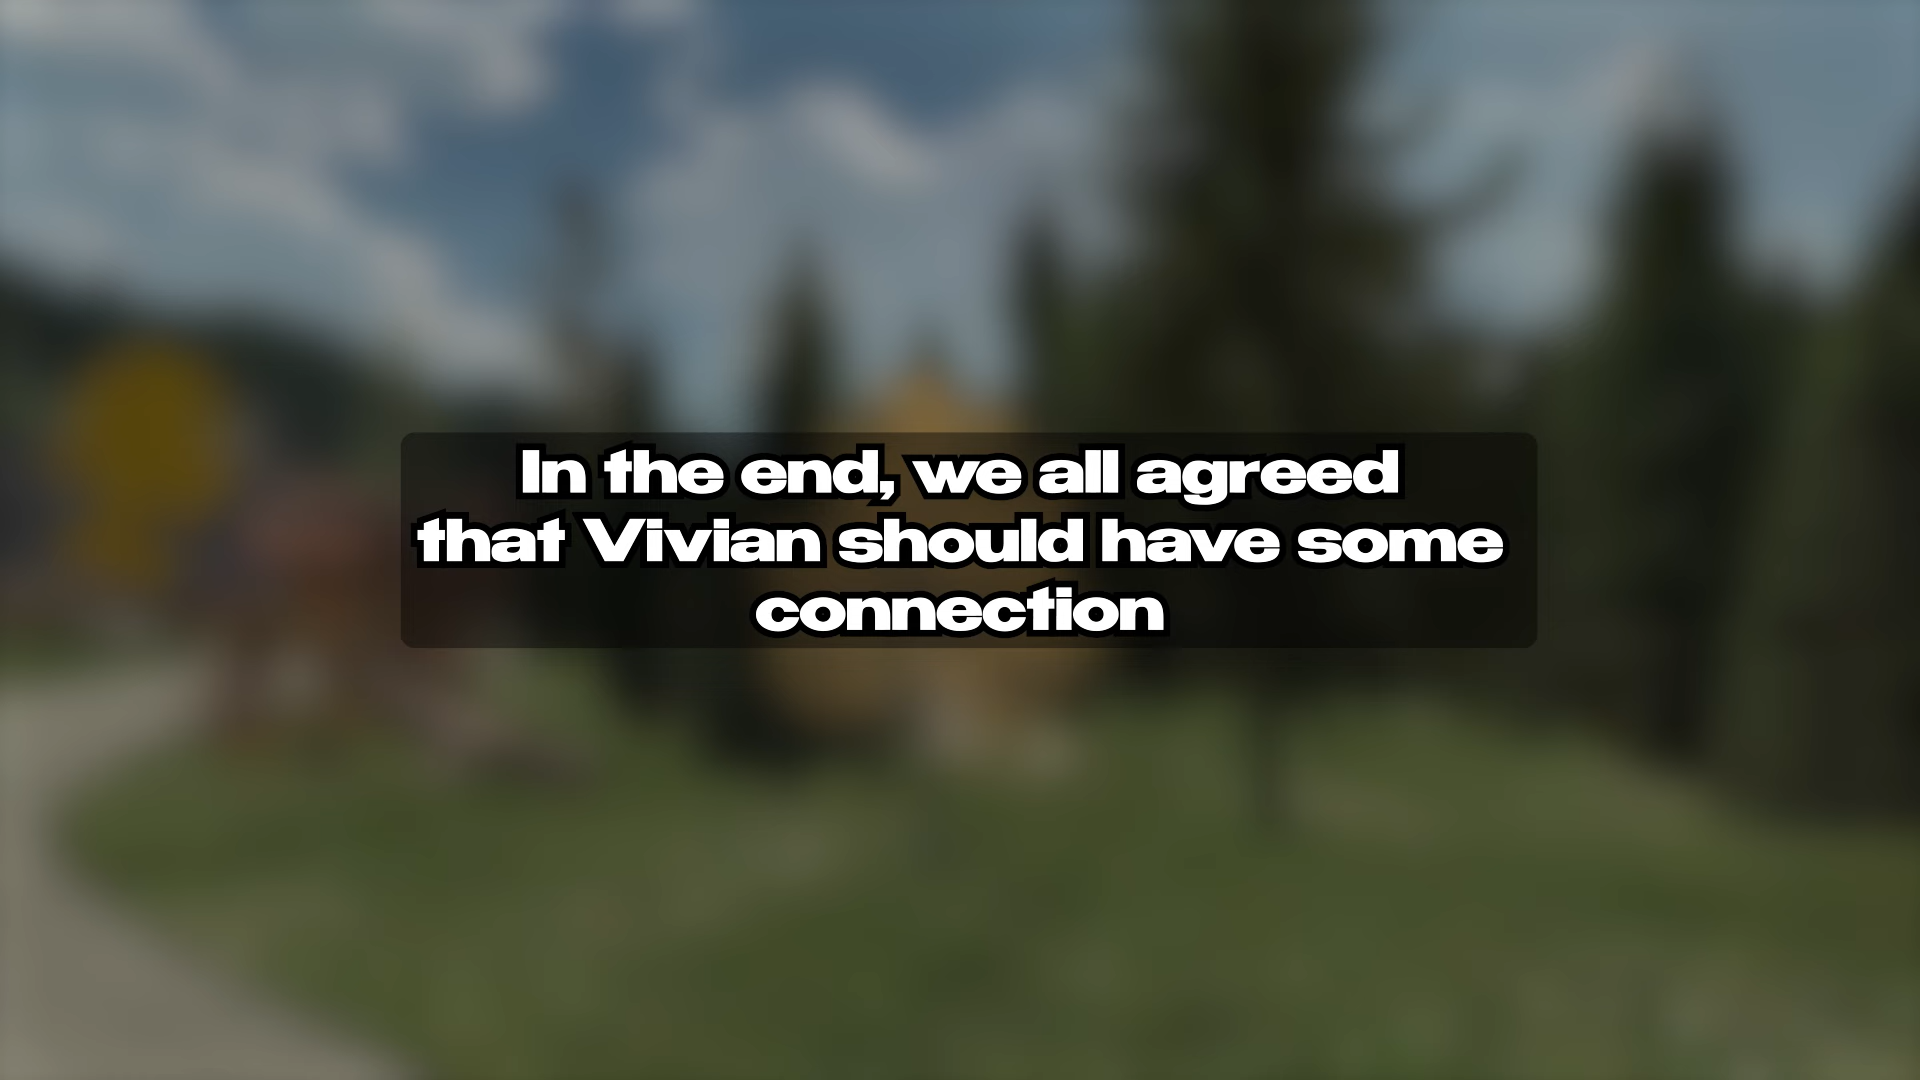 In the end, we all agreed
that Vivian should have some
connection